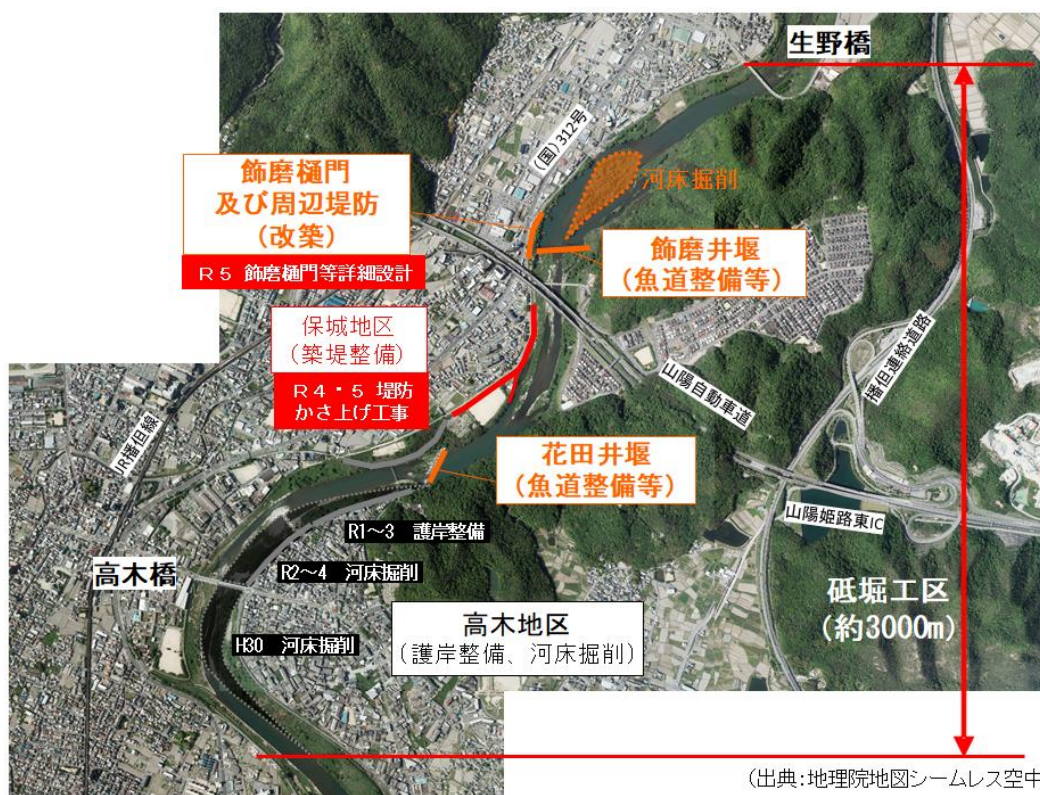 生野橋
(国)312号
飾磨樋門
及び周辺堤防
(改築)
河床掘削
R5 飾磨樋門等詳細設計
飾磨井堰
(魚道整備等)
保城地区
(築堤整備)
R4・5 堤防
かさ上げ工事
山陽自動車道
播但連絡道路
JR播但線
花田井堰
(魚道整備等)
山陽姫路東IC
R1～3 護岸整備
高木橋
R2～4 河床掘削
砥堀工区
(約3000m)
高木地区
(護岸整備、河床掘削)
H30 河床掘削
(出典:地理院地図シームレス空中